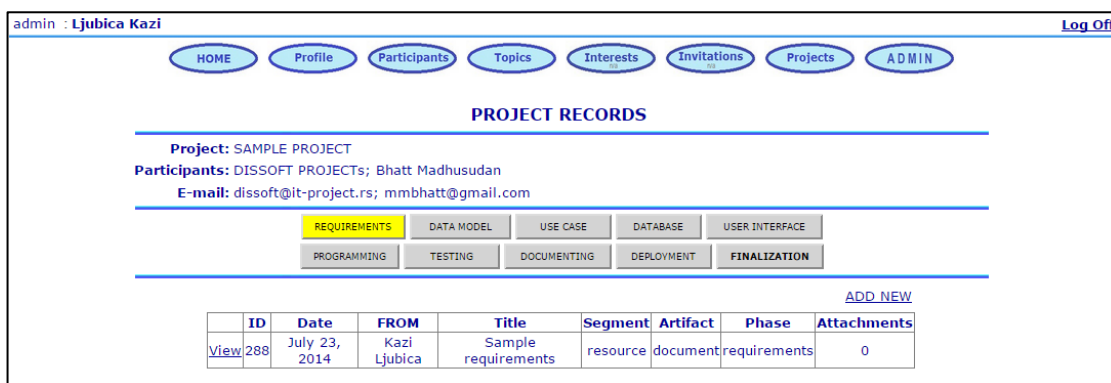 admin : Ljubica Kazi Log Off
HOME Profile Participants Topics Interests Invitations Projects ADMIN
PROJECT RECORDS
Project: SAMPLE PROJECT
Participants: DISSOFT PROJECTs; Bhatt Madhusudan
E-mail: dissoft@it-project.rs; mmbhatt@gmail.com
REQUIREMENTS DATA MODEL USE CASE DATABASE USER INTERFACE
PROGRAMMING TESTING DOCUMENTING DEPLOYMENT FINALIZATION
ADD NEW
ID Date FROM Title Segment Artifact Phase Attachments
View 288 July 23, 2014 Kazi Ljubica Sample requirements resource document requirements 0